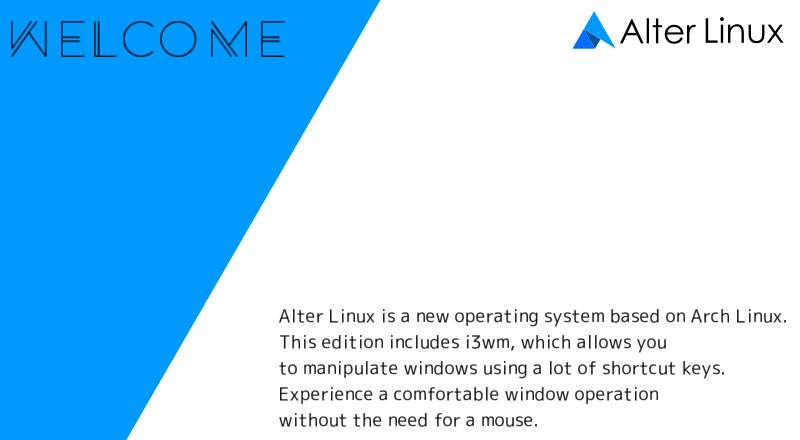 WELCOME
Alter Linux
Alter Linux is a new operating system based on Arch Linux.
This edition includes i3wm, which allows you
to manipulate windows using a lot of shortcut keys.
Experience a comfortable window operation
without the need for a mouse.